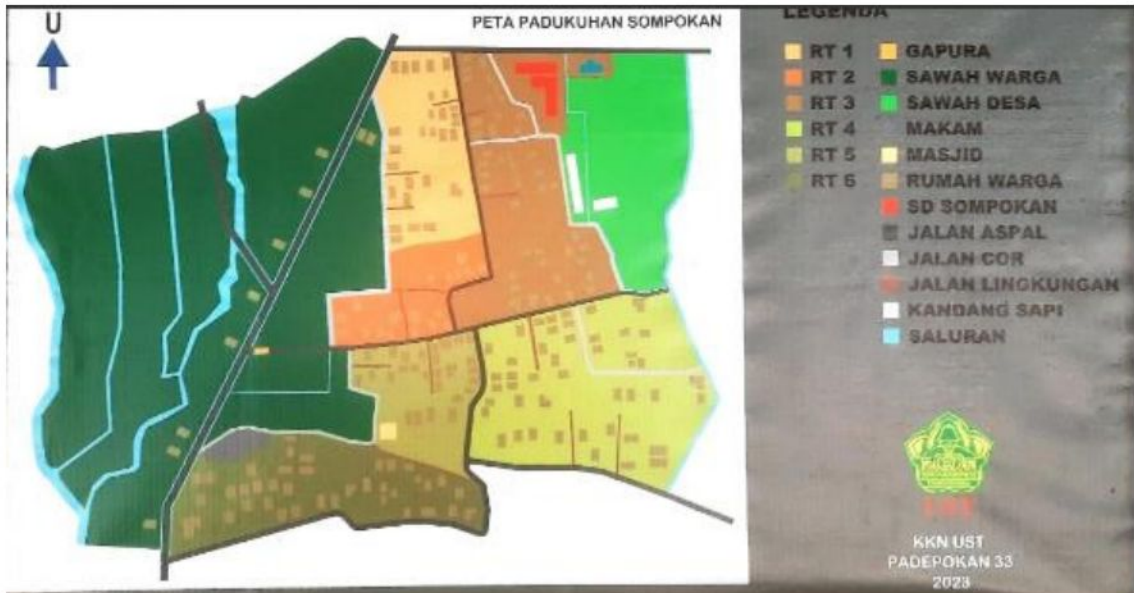 U
PETA PADUKUHAN SOMPOKAN
LEGENDA
RT 1
RT 2
RT 3
RT 4
RT 5
RT 6
GAPURA
SAWAH WARGA
SAWAH DESA
MAKAM
MASJID
RUMAH WARGA
SD SOMPOKAN
JALAN ASPAL
JALAN COR
JALAN LINGKUNGAN
KANDANG SAPI
SALURAN
KKN UST
PADEPOKAN 33
2023